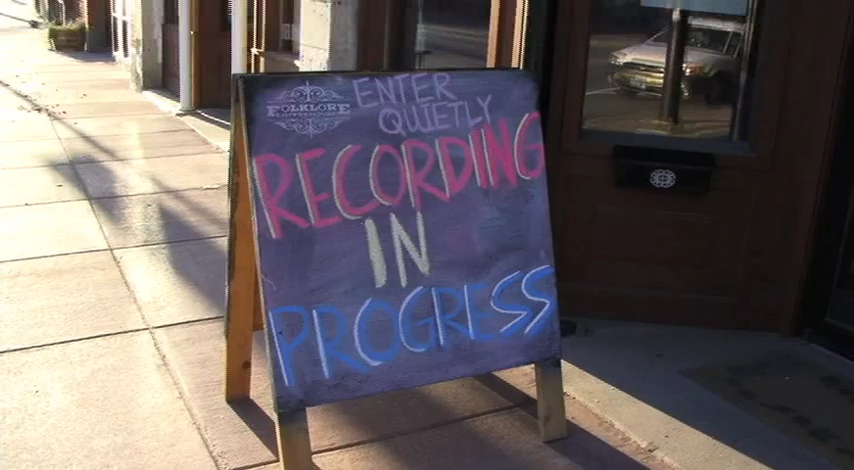 FOLKLORE
ENTER
QUIETLY
RECORDING
IN
PROGRESS